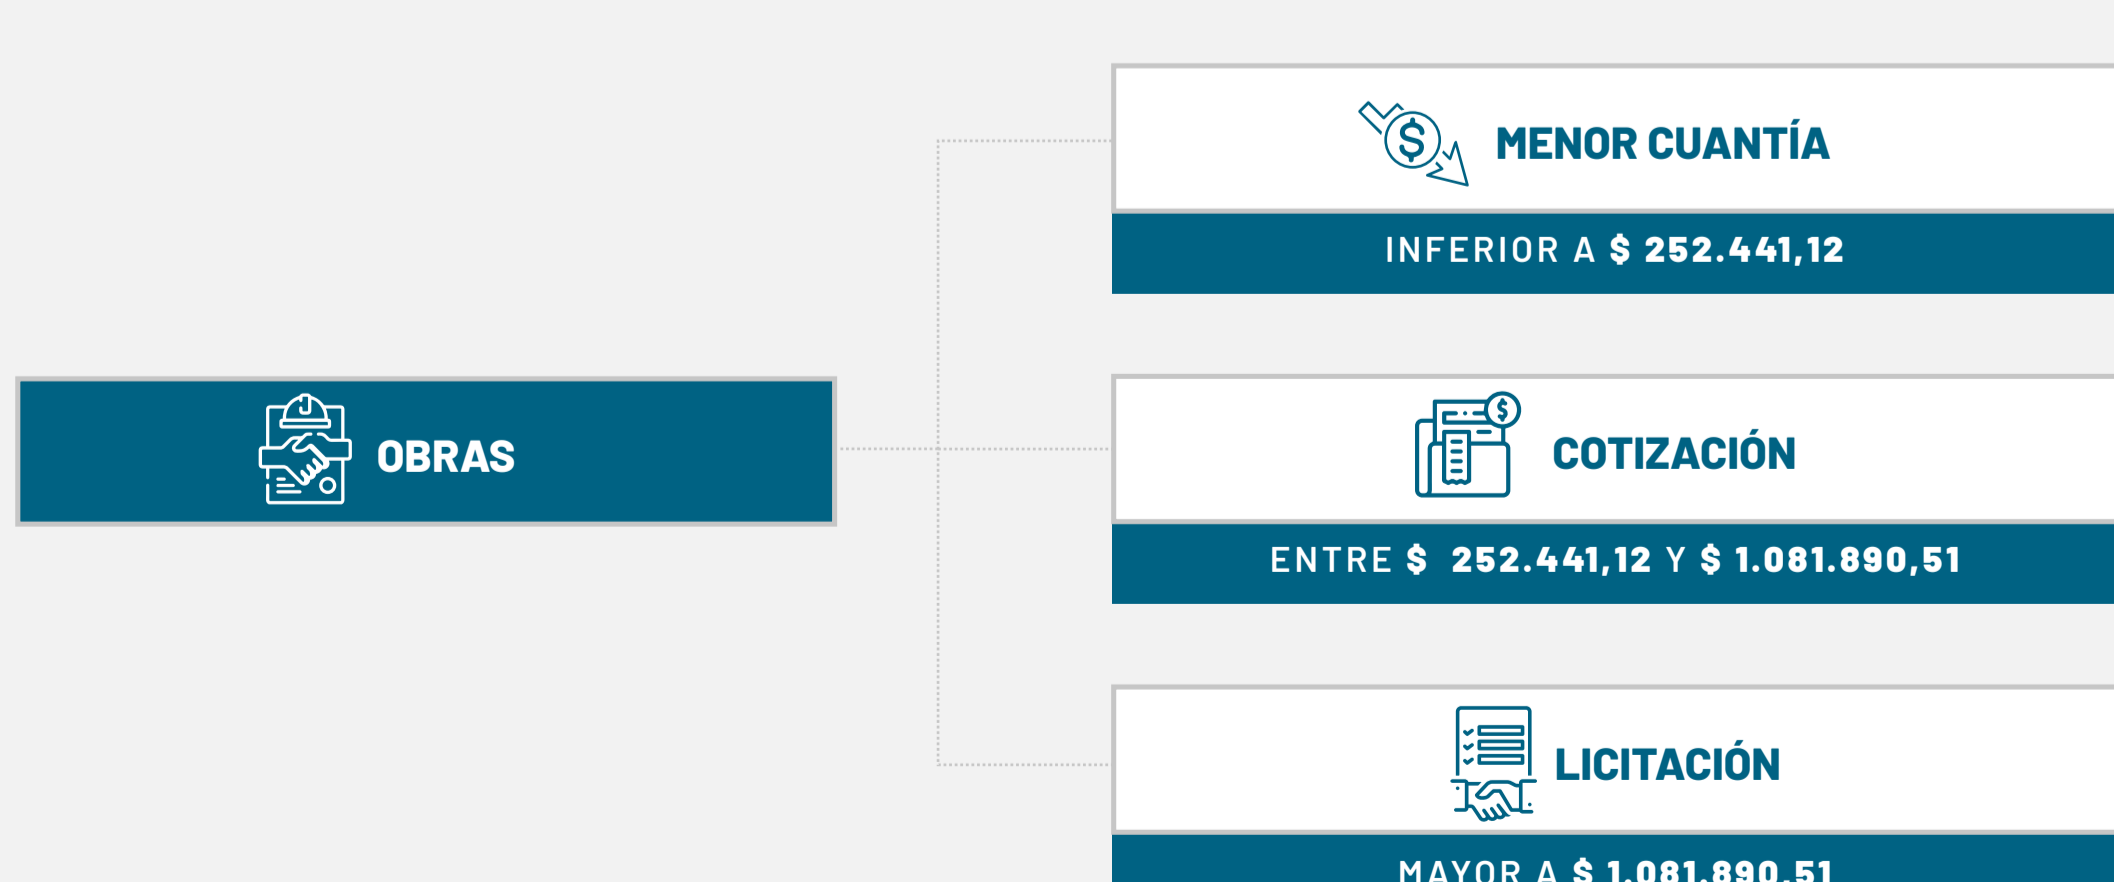 MENOR CUANTÍA
INFERIOR A $ 252.441,12
OBRAS
COTIZACIÓN
ENTRE $ 252.441,12 Y $ 1.081.890,51
LICITACIÓN
MAYOR A $ 1.081.890,51